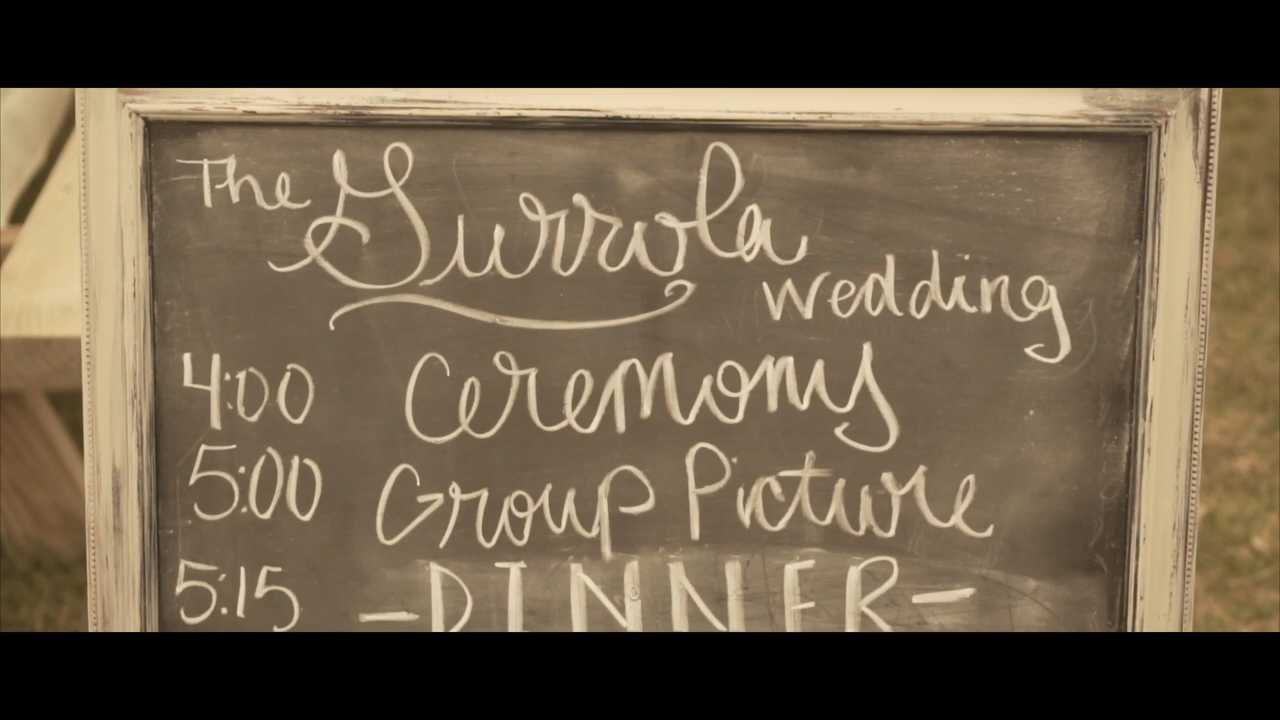 The Gurrola
wedding
4:00 Ceremony
5:00 Group Picture
5:15 -DINNER-